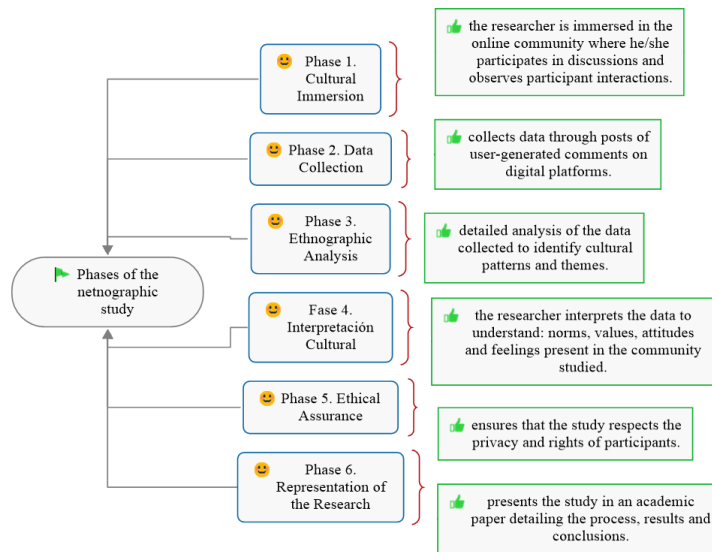 Phase 1.
Cultural
Immersion
the researcher is immersed in the
online community where he/she
participates in discussions and
observes participant interactions.
Phase 2. Data
Collection
collects data through posts of
user-generated comments on
digital platforms.
Phase 3.
Ethnographic
Analysis
detailed analysis of the data
collected to identify cultural
patterns and themes.
Phases of the
netnographic
study
Fase 4.
Interpretación
Cultural
the researcher interprets the data to
understand: norms, values, attitudes
and feelings present in the community
studied.
Phase 5. Ethical
Assurance
ensures that the study respects the
privacy and rights of participants.
Phase 6.
Representation of
the Research
presents the study in an academic
paper detailing the process, results and
conclusions.